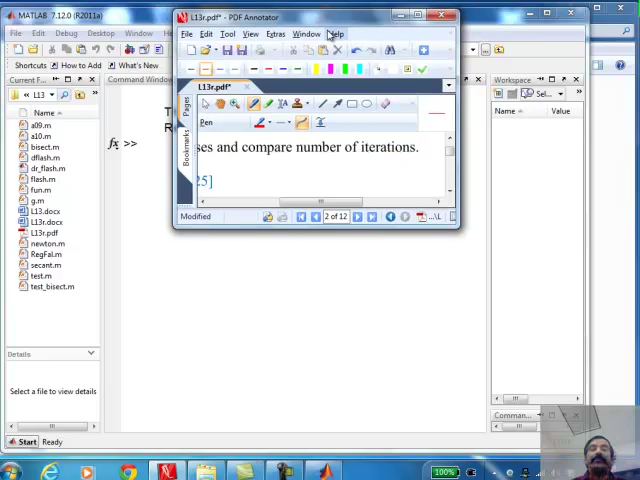 MATLAB 7.12.0 (R2011a)
File Edit Debug Desktop Window
Shortcuts How to Add What's New
Current F...
Command Window
L13
Name
a09.m
a10.m
bisect.m
dflash.m
dr_flash.m
flash.m
fun.m
g.m
L13.docx
L13r.docx
L13r.pdf
newton.m
RegFal.m
secant.m
test.m
test_bisect.m
Details
Select a file to view details
Start Ready
fx >>
L13r.pdf* - PDF Annotator
File Edit Tool View Extras Window Help
L13r.pdf*
Pages
Bookmarks
Pen
ses and compare number of iterations.
25]
Modified
2 of 12
...\L
Workspace
Sel...
Name Value
Comman...
100%